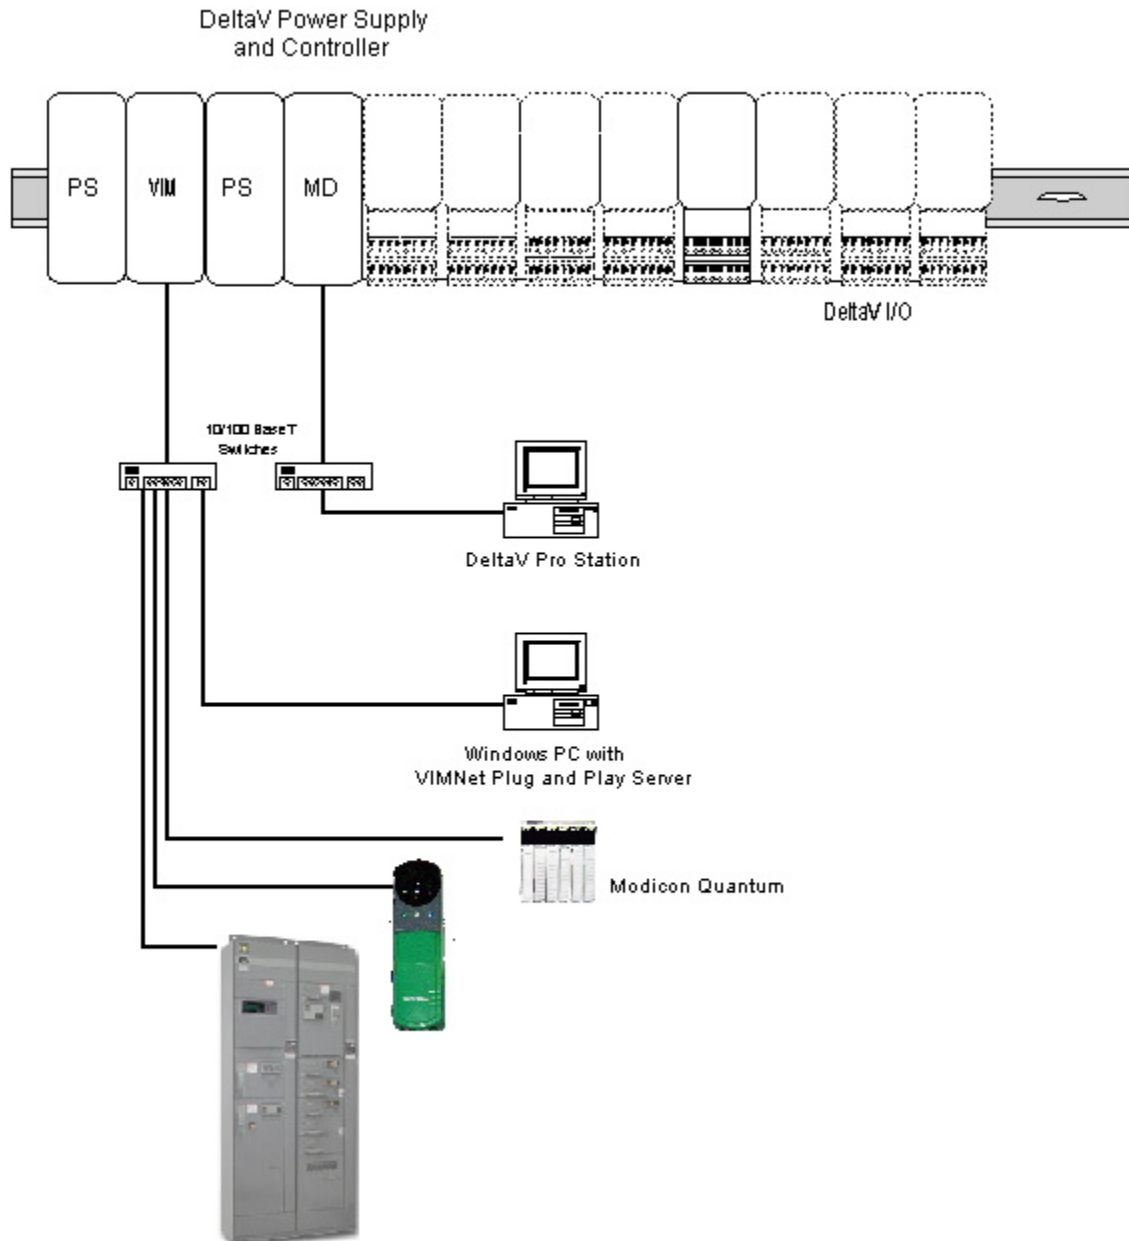 DeltaV Power Supply
and Controller
PS
VIM
PS
MD
DeltaV I/O
10/100 BaseT
Switches
DeltaV Pro Station
Windows PC with
VIMNet Plug and Play Server
Modicon Quantum